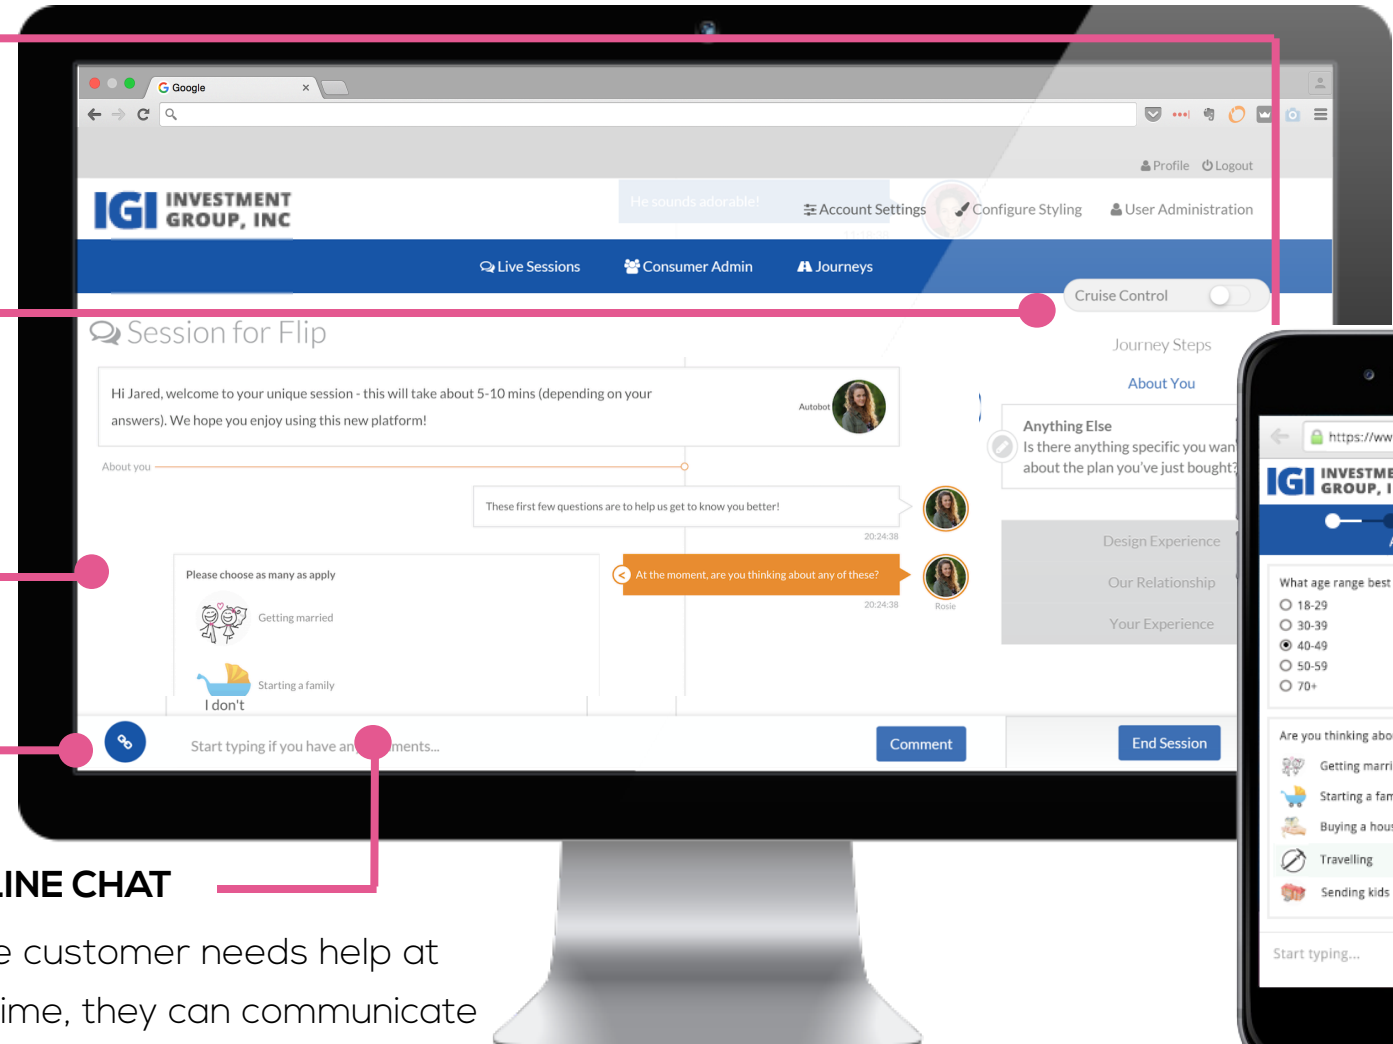 Google
Profile Logout
IGI INVESTMENT
GROUP, INC
He sounds adorable!
Account Settings Configure Styling User Administration
Live Sessions Consumer Admin Journeys
Cruise Control
Session for Flip
Journey Steps
About You
Hi Jared, welcome to your unique session - this will take about 5-10 mins (depending on your
answers). We hope you enjoy using this new platform!
Autobot
Anything Else
Is there anything specific you wan
about the plan you've just bought?
About you
These first few questions are to help us get to know you better!
20:24:38
At the moment, are you thinking about any of these?
20:24:38
Rosie
Please choose as many as apply
Getting married
Starting a family
I don't
Design Experience
Our Relationship
Your Experience
Start typing if you have an ments...
Comment
End Session
https://ww
IGI INVESTME
GROUP, I
A
What age range best
18-29
30-39
40-49
50-59
70+
Are you thinking abou
Getting marri
Starting a fam
Buying a hous
Travelling
Sending kids
Start typing...
LINE CHAT
e customer needs help at
ime, they can communicate